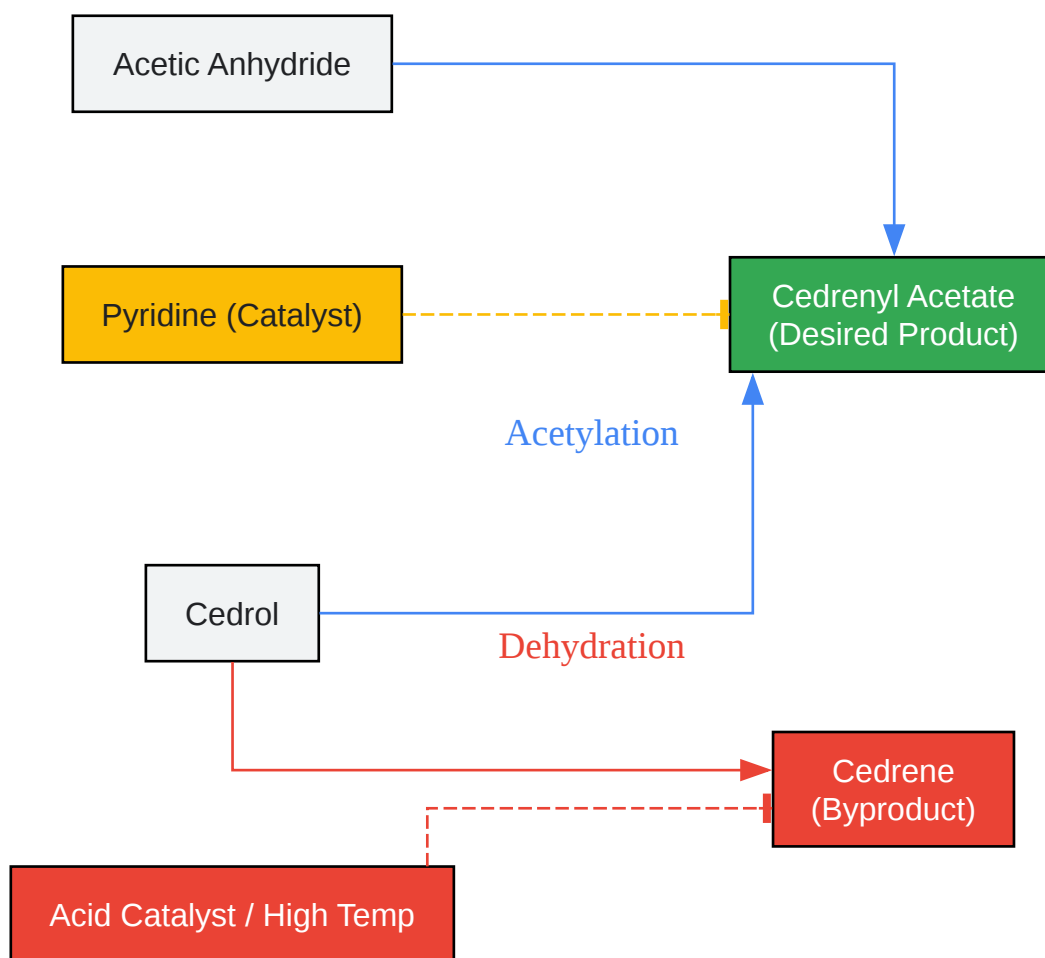 Acetic Anhydride
Pyridine (Catalyst)
Cedrenyl Acetate
(Desired Product)
Acetylation
Cedrol
Dehydration
Cedrene
(Byproduct)
Acid Catalyst / High Temp